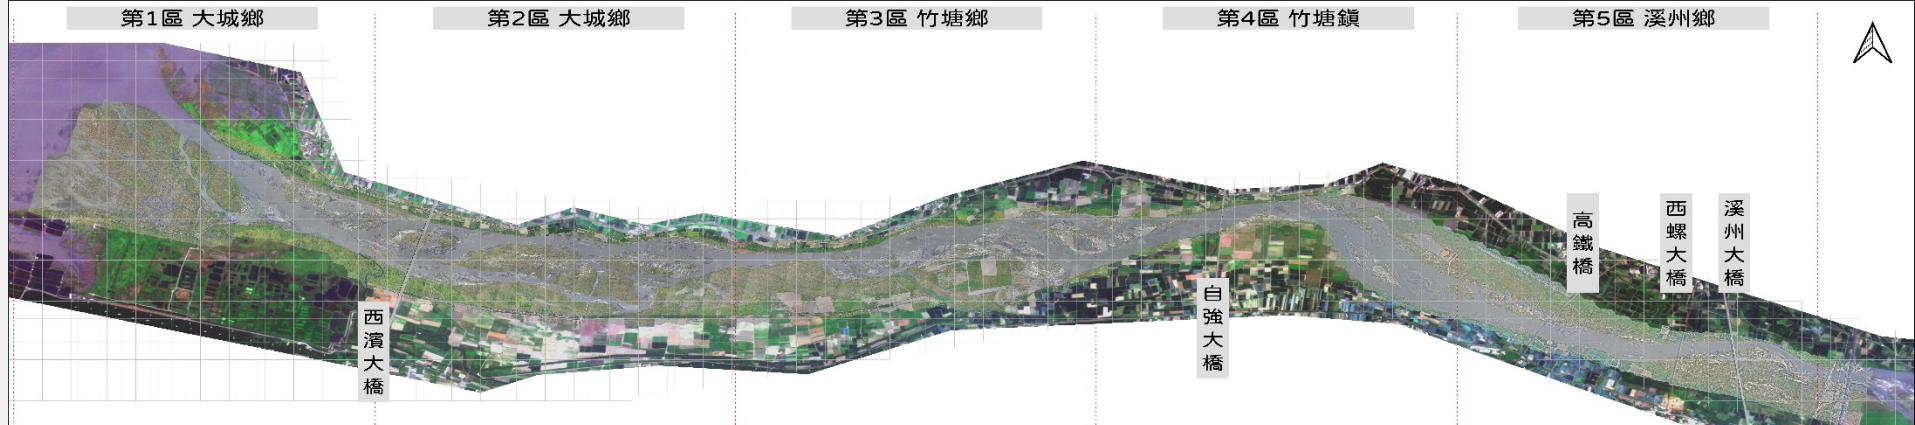 第1區 大城鄉
第2區 大城鄉
第3區 竹塘鄉
第4區 竹塘鎮
第5區 溪州鄉
西濱大橋
自強大橋
高鐵橋
西螺大橋
溪州大橋